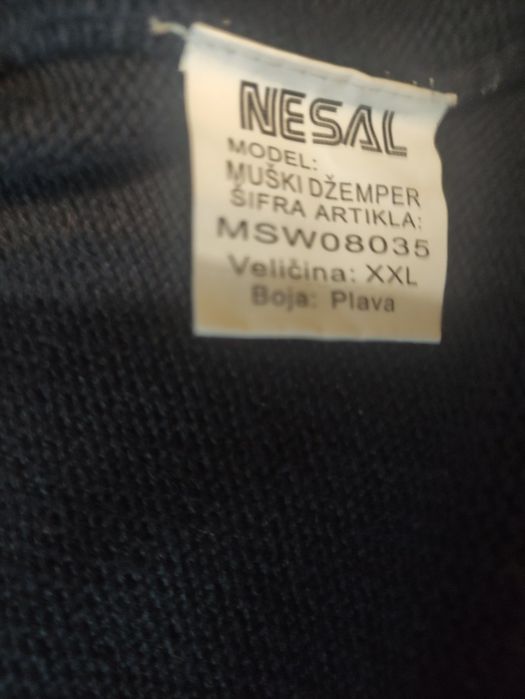 NESAL
MODEL:
MUŠKI DŽEMPER
ŠIFRA ARTIKLA:
MSW08035
Veličina: XXL
Boja: Plava